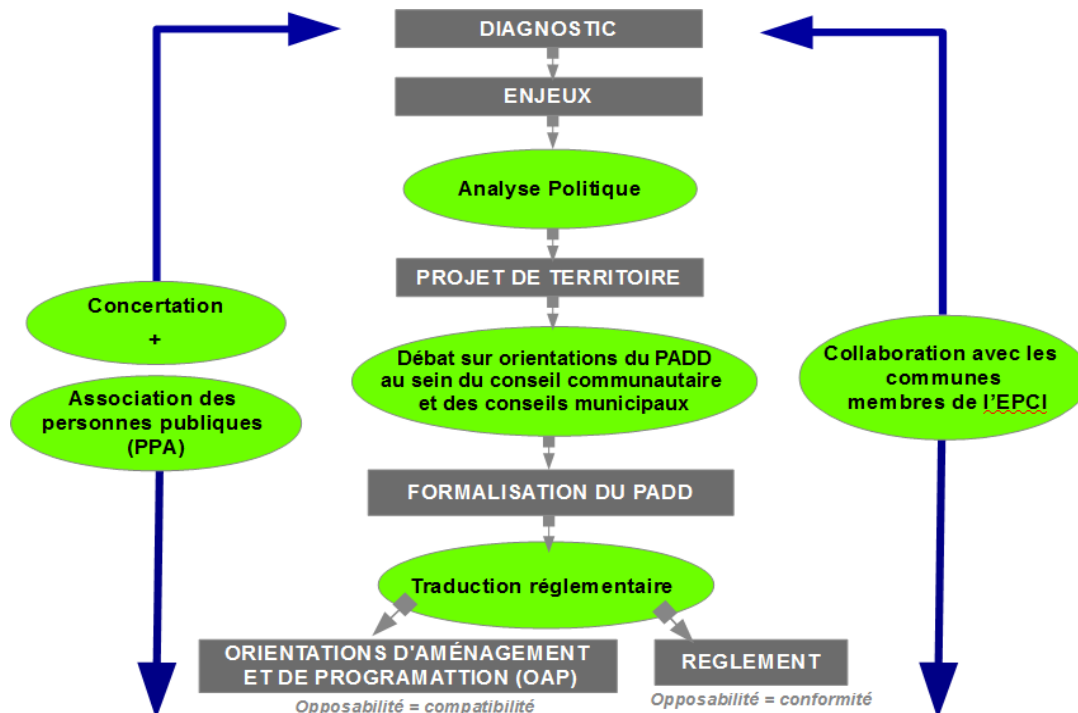 DIAGNOSTIC
ENJEUX
Analyse Politique
PROJET DE TERRITOIRE
Concertation
+
Association des
personnes publiques
(PPA)
Débat sur orientations du PADD
au sein du conseil communautaire
et des conseils municipaux
Collaboration avec les
communes
membres de l'EPCI
FORMALISATION DU PADD
Traduction réglementaire
ORIENTATIONS D'AMÉNAGEMENT
ET DE PROGRAMATTION (OAP)
Opposabilité = compatibilité
REGLEMENT
Opposabilité = conformité